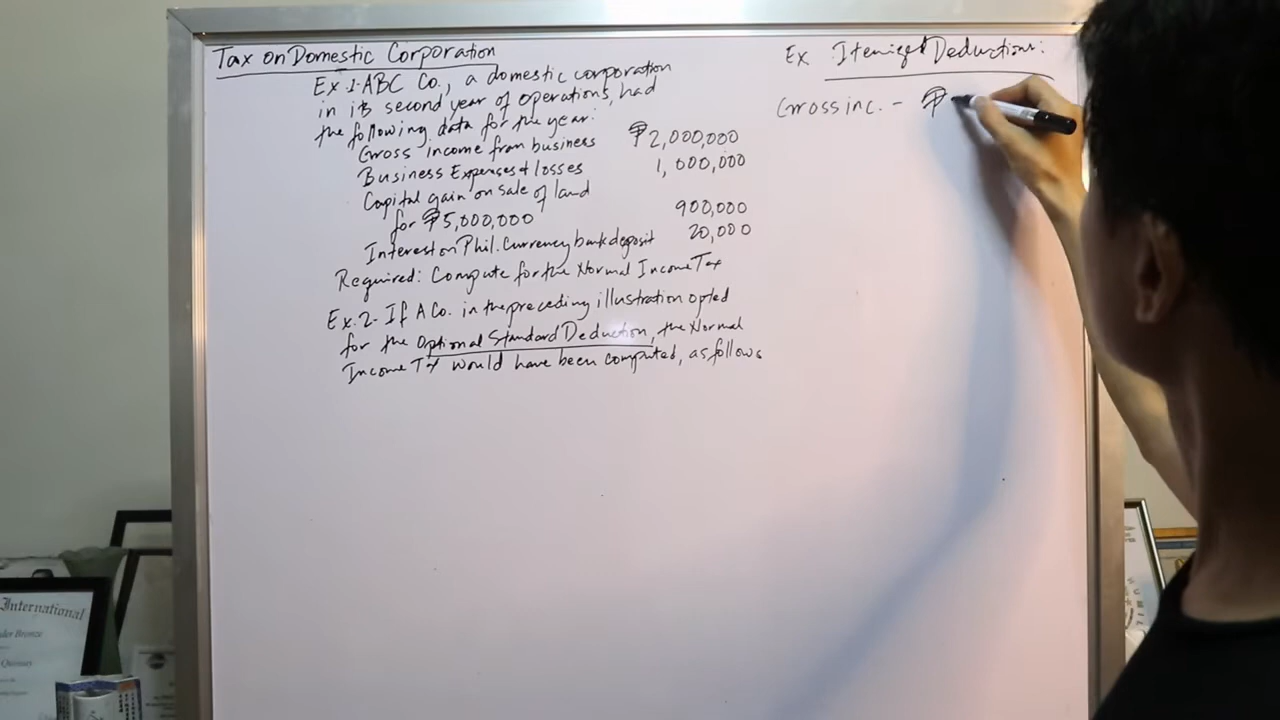 Tax on Domestic Corporation
Ex. 1. ABC Co., a domestic corporation
in its second year of operations, had
the following data for the year:
Gross income from business ₱2,000,000
Business Expenses & losses 1,000,000
Capital gain on sale of land
for ₱5,000,000 900,000
Interest on Phil. Currency bank deposit 20,000
Required: Compute for the Normal Income Tax
Ex. 2. If A Co. in the preceding illustration opted
for the Optional Standard Deduction, the Normal
Income Tax would have been computed, as follows
Ex. Itemized Deductions:
Gross inc. - ₱
International
der Bronze